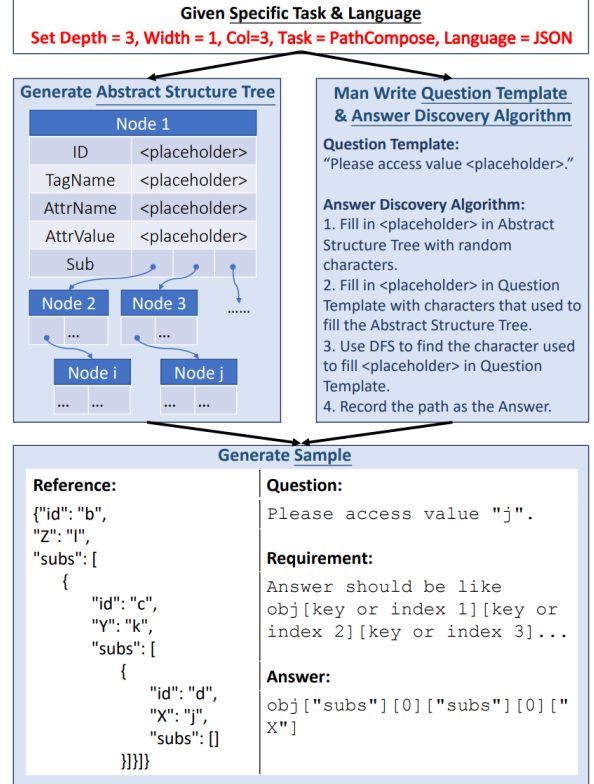 Given Specific Task & Language
Set Depth = 3, Width = 1, Col=3, Task = PathCompose, Language = JSON
Generate Abstract Structure Tree
Node 1
ID <placeholder>
TagName <placeholder>
AttrName <placeholder>
AttrValue <placeholder>
Sub
Node 2 Node 3 ......
... ...
Node i Node j
... ... ... ...
Man Write Question Template
& Answer Discovery Algorithm
Question Template:
“Please access value <placeholder>.”
Answer Discovery Algorithm:
1. Fill in <placeholder> in Abstract
Structure Tree with random
characters.
2. Fill in <placeholder> in Question
Template with characters that used to
fill the Abstract Structure Tree.
3. Use DFS to find the character used
to fill <placeholder> in Question
Template.
4. Record the path as the Answer.
Generate Sample
Reference:
{"id": "b",
"Z": "l",
"subs": [
{
"id": "c",
"Y": "k",
"subs": [
{
"id": "d",
"X": "j",
"subs": []
}]}]}
Question:
Please access value "j".
Requirement:
Answer should be like
obj[key or index 1][key or
index 2][key or index 3]...
Answer:
obj["subs"][0]["subs"][0]["
X"]